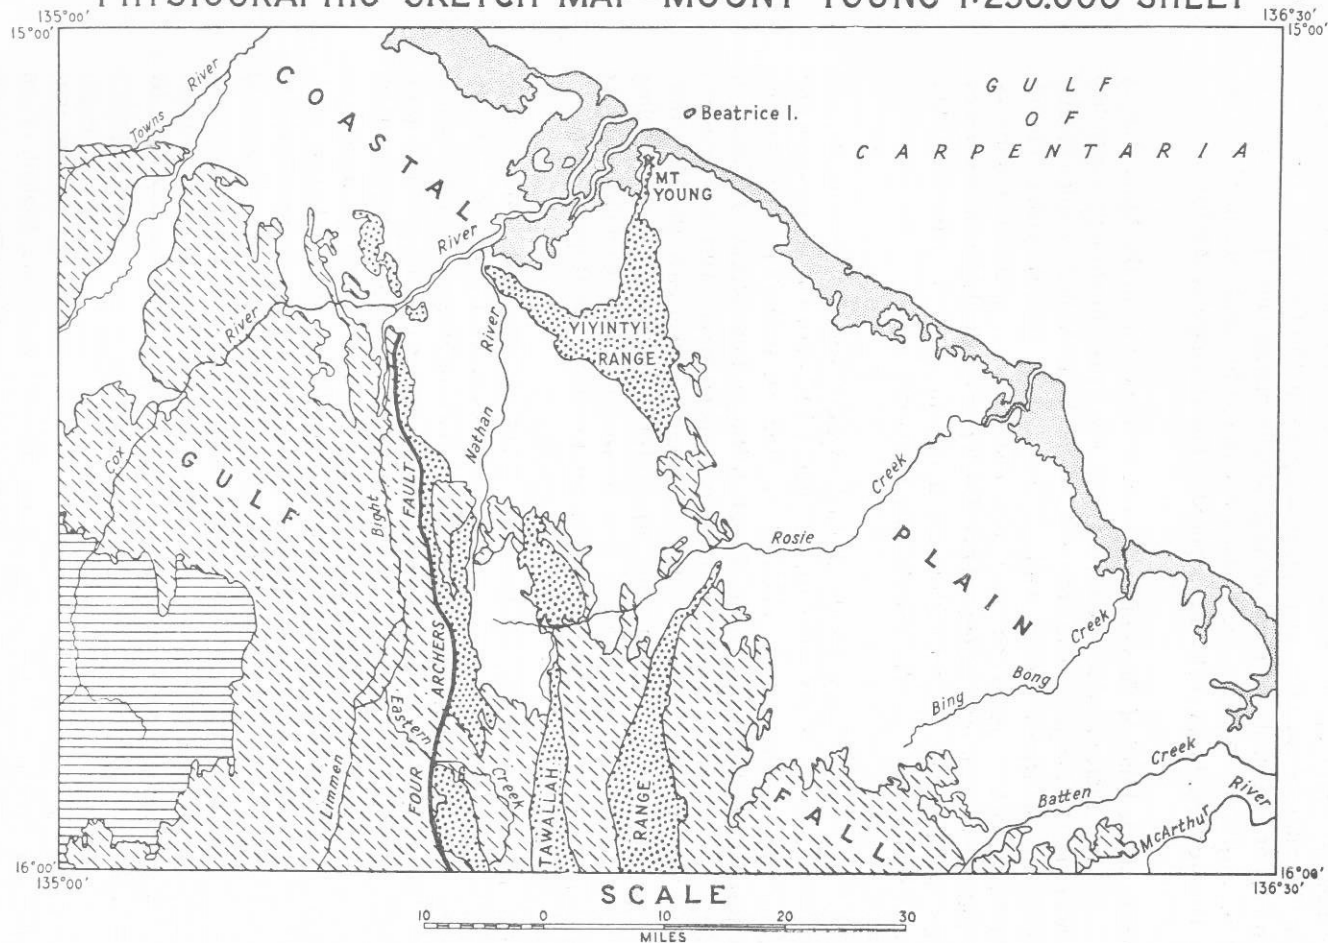 PHYSIOGRAPHIC SKETCH MAP MOUNT YOUNG 1:250.000 SHEET
135°00'
136°30'
15°00'
15°00'
GULF
OF
CARPENTARIA
Beatrice I.
COASTAL
Towns River
MT
YOUNG
River
YIYINTYI
RANGE
River
Nathan
Cox
River
GULF
Bight
FAULT
Creek
Rosie
PLAIN
ARCHERS
Eastern
Creek
Bing Bong
Creek
Limmen
FOUR
Creek
TAWALLAH
RANGE
FALL
Batten
Creek
McArthur
River
16°00'
16°00'
135°00'
136°30'
SCALE
10 0 10 20 30
MILES